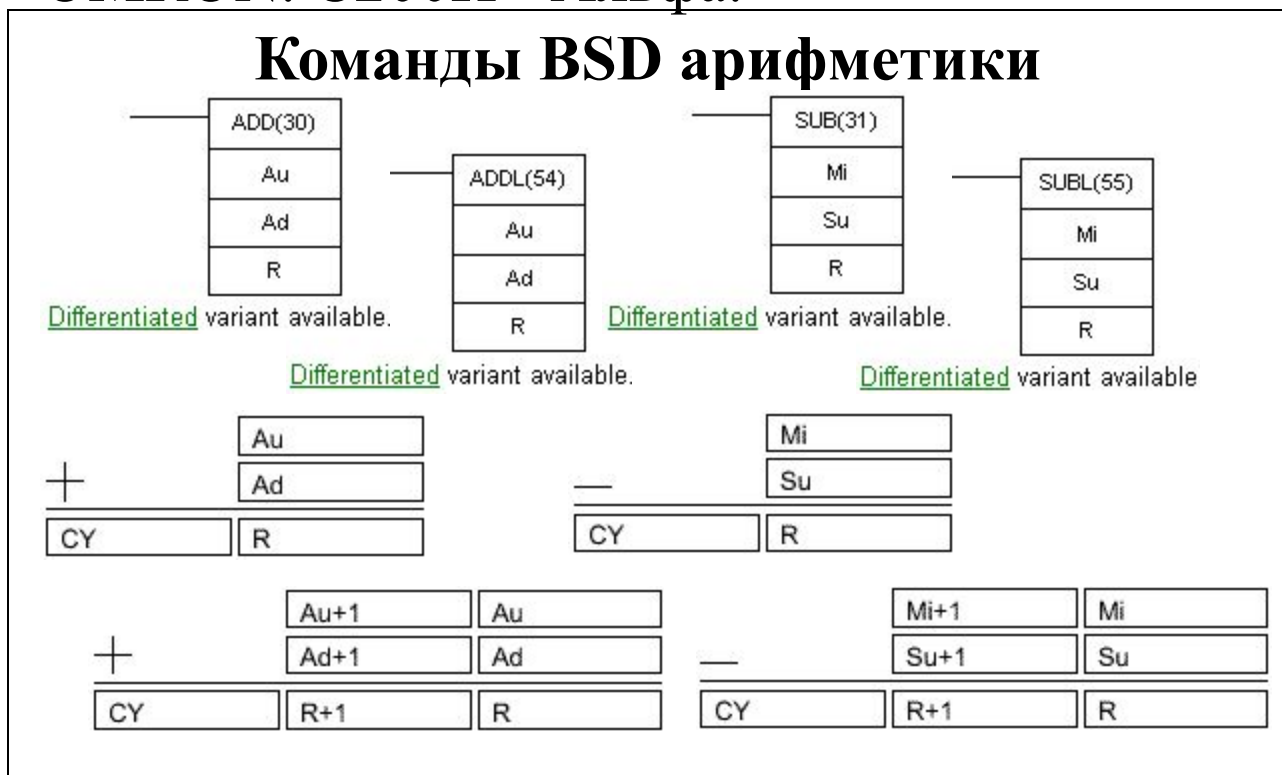 Команды BSD арифметики
ADD(30)
Au
Ad
R
Differentiated variant available.
ADDL(54)
Au
Ad
R
Differentiated variant available.
SUB(31)
Mi
Su
R
Differentiated variant available.
SUBL(55)
Mi
Su
R
Differentiated variant available
Au
+ Ad
CY R
Mi
— Su
CY R
Au+1 Au
+ Ad+1 Ad
CY R+1 R
Mi+1 Mi
— Su+1 Su
CY R+1 R